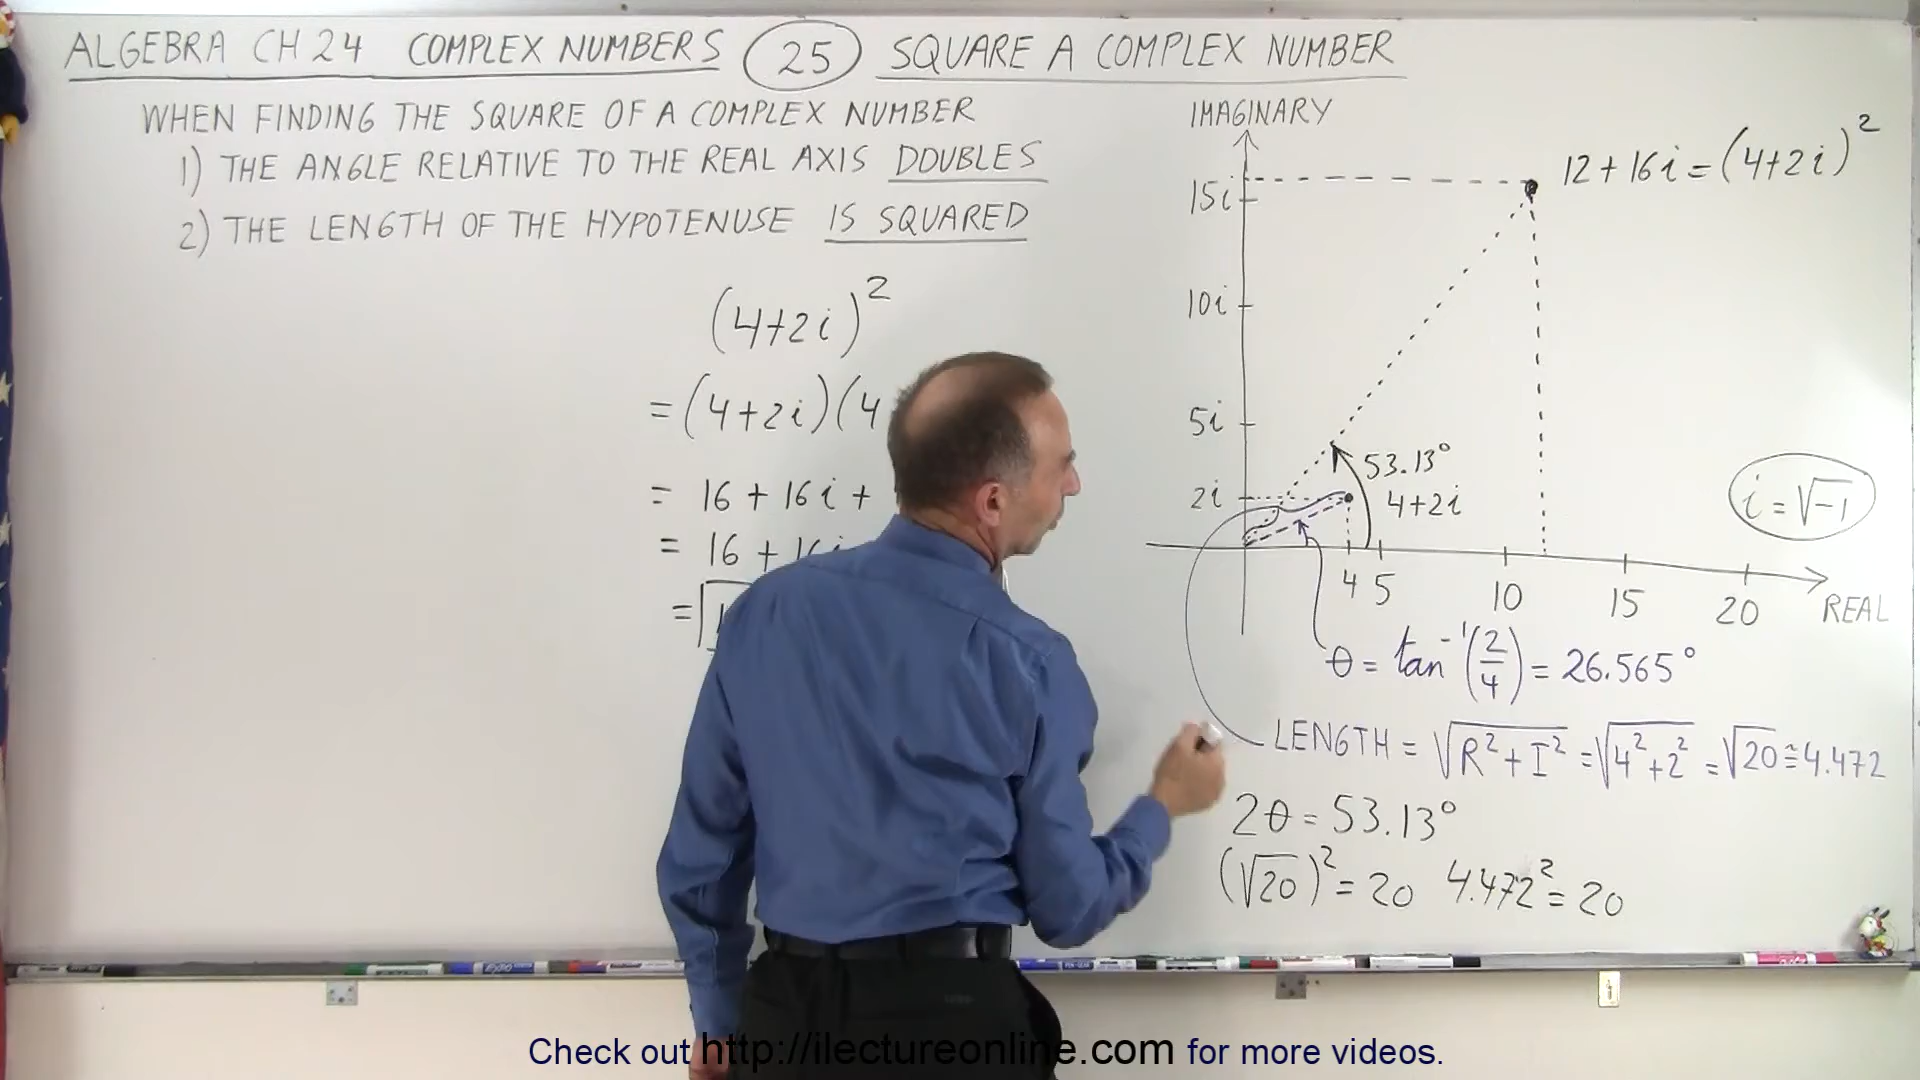 ALGEBRA CH 24 COMPLEX NUMBERS 25 SQUARE A COMPLEX NUMBER
WHEN FINDING THE SQUARE OF A COMPLEX NUMBER
1) THE ANGLE RELATIVE TO THE REAL AXIS DOUBLES
2) THE LENGTH OF THE HYPOTENUSE IS SQUARED
(4+2i)²
= (4+2i)(4
= 16 + 16i +
= 16 + 16i
=
IMAGINARY
12+16i = (4+2i)²
15i
10i
5i
53.13°
2i
4+2i
i = √-1
4 5 10 15 20 REAL
θ = tan⁻¹(2/4) = 26.565°
LENGTH = √R²+I² = √4²+2² = √20 ≅ 4.472
2θ = 53.13°
(√20)² = 20 4.472² = 20
Check out http://ilectureonline.com for more videos.